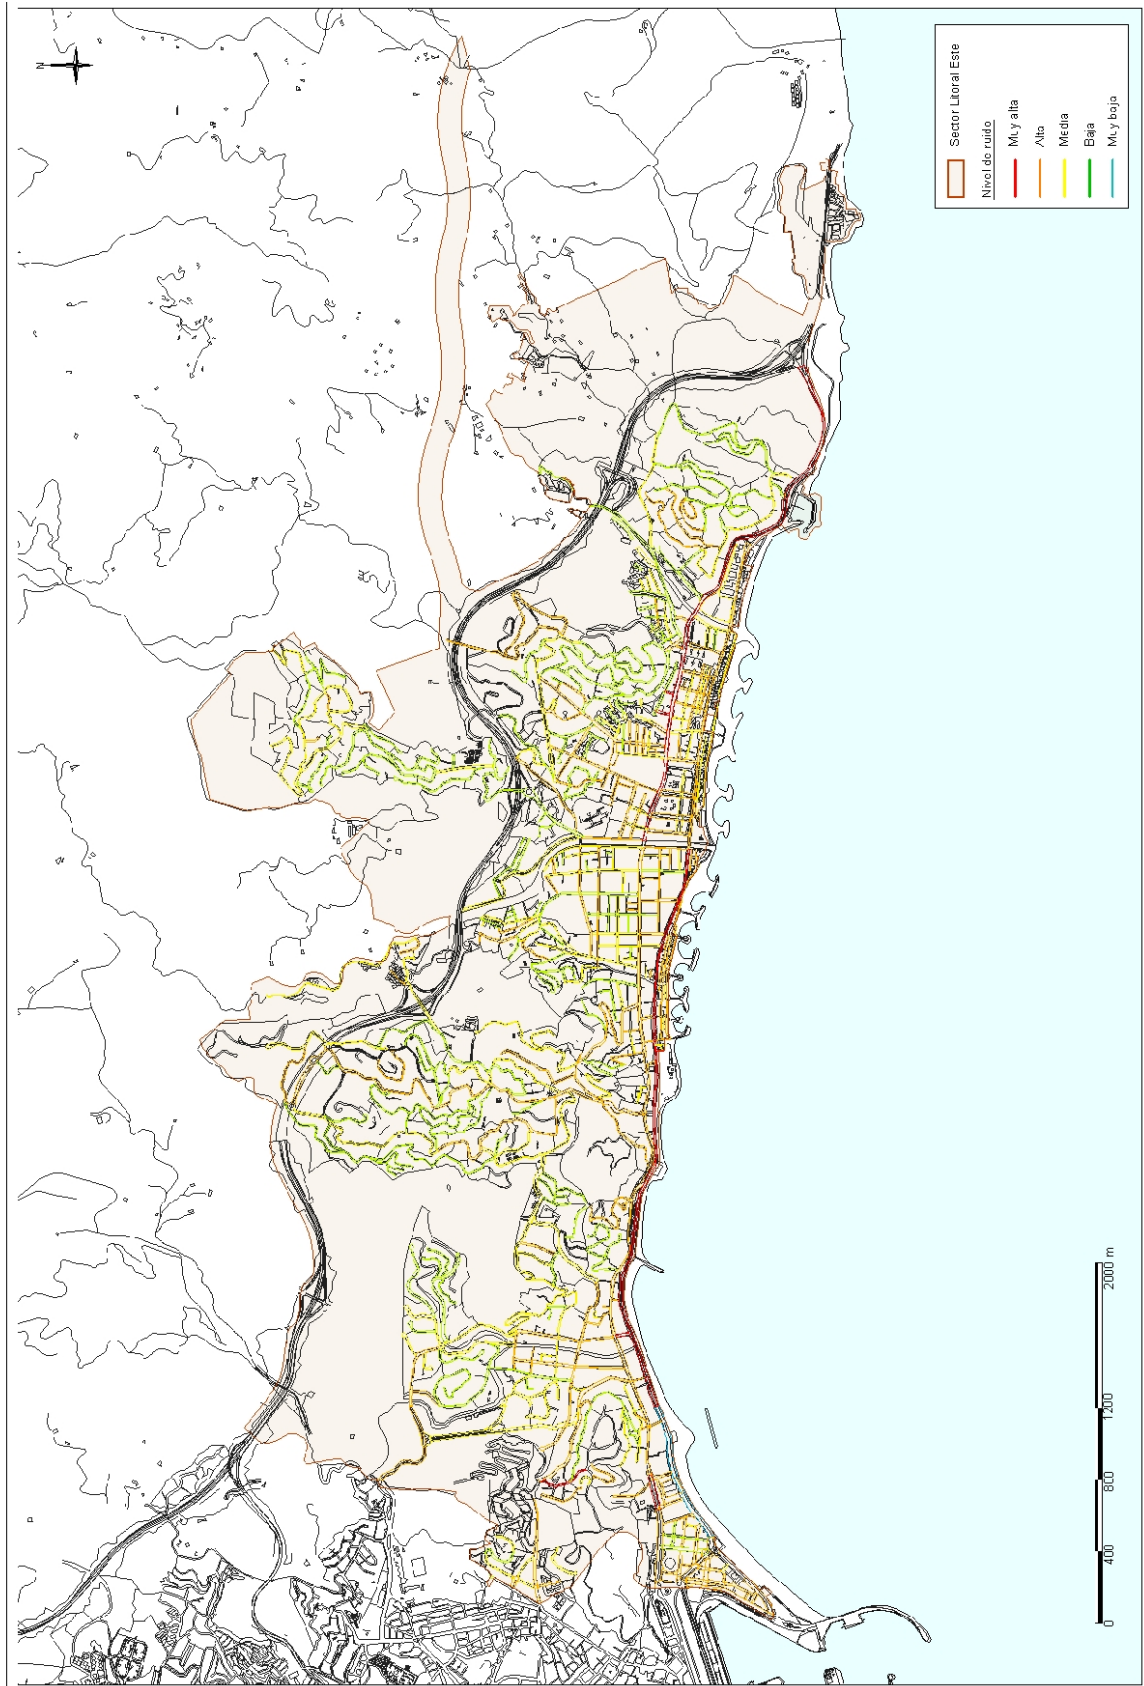 N
Sector Litoral Este
Nivel de ruido
Muy alta
Alta
Media
Baja
Muy baja
0 400 800 1200 2000 m